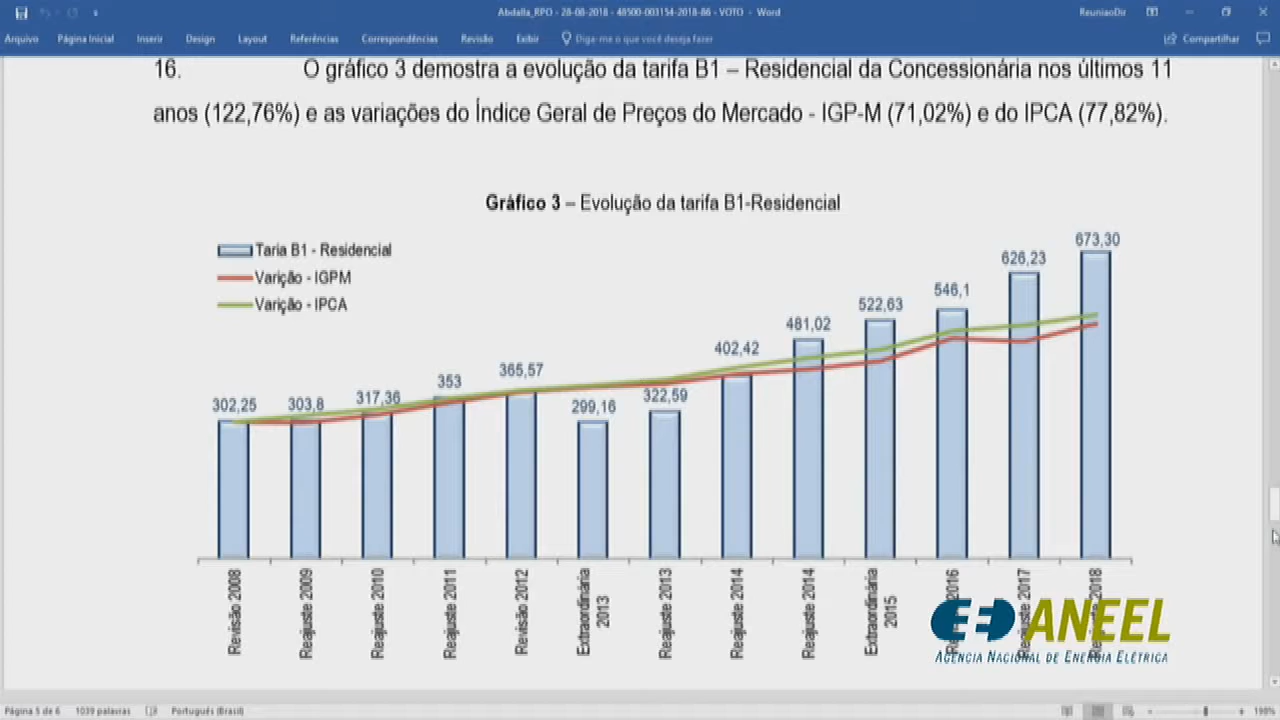 Abdalla_RPO - 28-08-2018 - 48500-003154-2018-86 - VOTO - Word
ReuniaoDir
Arquivo Página Inicial Inserir Design Layout Referências Correspondências Revisão Exibir Diga-me o que você deseja fazer Compartilhar
16. O gráfico 3 demostra a evolução da tarifa B1 – Residencial da Concessionária nos últimos 11
anos (122,76%) e as variações do Índice Geral de Preços do Mercado - IGP-M (71,02%) e do IPCA (77,82%).
Gráfico 3 – Evolução da tarifa B1-Residencial
Taria B1 - Residencial
Varição - IGPM
Varição - IPCA
302,25
303,8
317,36
353
365,57
299,16
322,59
402,42
481,02
522,63
546,1
626,23
673,30
Revisão 2008
Reajuste 2009
Reajuste 2010
Reajuste 2011
Revisão 2012
Extraordinária
2013
Reajuste 2013
Reajuste 2014
Reajuste 2014
Extraordinária
2015
2016
Reajuste 2017
2018
ANEEL
AGÊNCIA NACIONAL DE ENERGIA ELÉTRICA
Página 5 de 6 1039 palavras Português (Brasil)
198%